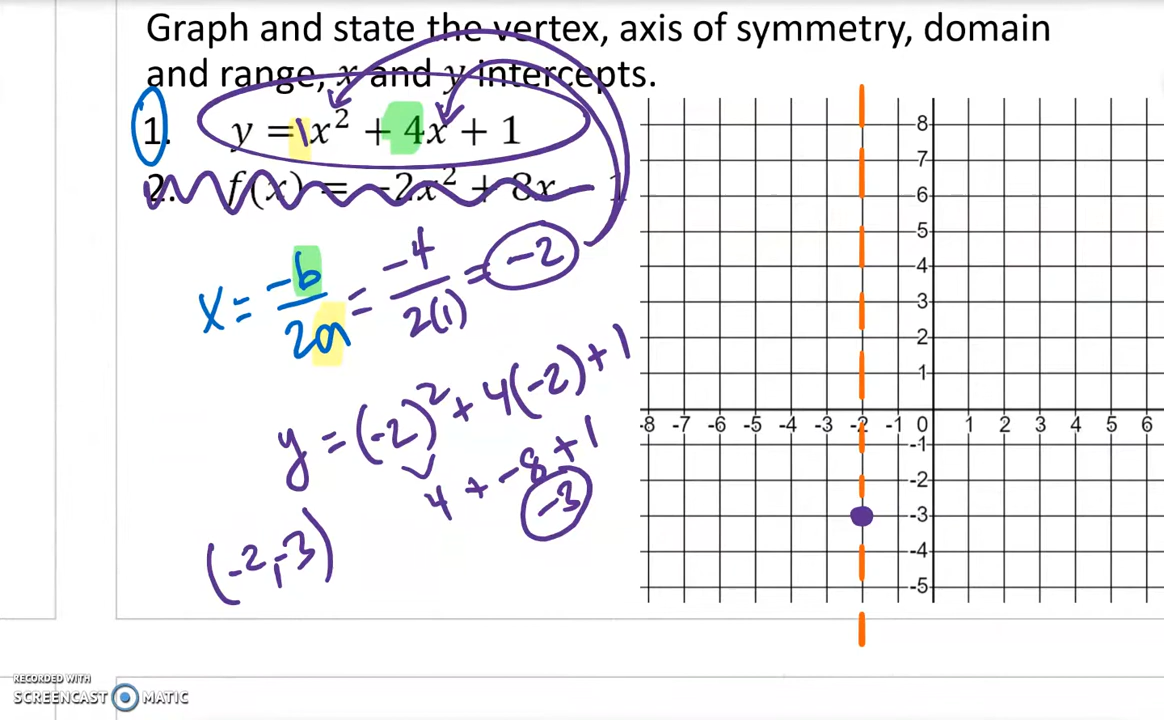 Graph and state the vertex, axis of symmetry, domain
and range, x and y intercepts.
1. y = 1x² + 4x + 1
2. f(x) = -2x² + 8x - 1
x = -b/2a = -4/2(1) = -2
y = (-2)² + 4(-2) + 1
4 + -8 + 1
-3
(-2,-3)
8
7
6
5
4
3
2
1
-8 -7 -6 -5 -4 -3 -2 -1 0 1 2 3 4 5 6
-1
-2
-3
-4
-5
RECORDED WITH
SCREENCAST MATIC